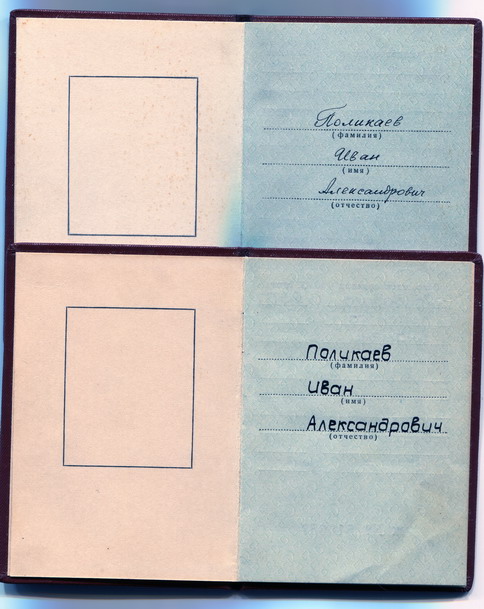 Поликаев
(фамилия)
Иван
(имя)
Александрович
(отчество)
Поликаев
(фамилия)
Иван
(имя)
Александрович
(отчество)